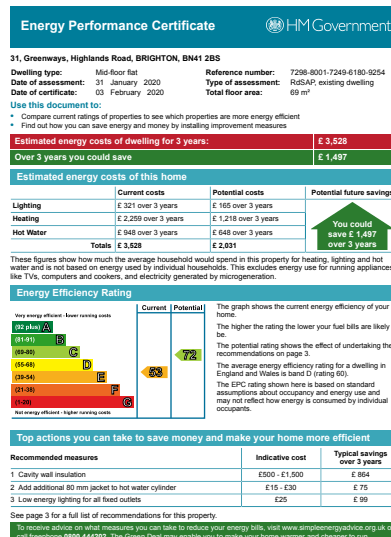 Energy Performance Certificate
HM Government
31, Greenways, Highlands Road, BRIGHTON, BN41 2BS
Dwelling type: Mid-floor flat
Reference number: 7298-8001-7249-6180-9254
Date of assessment: 31 January 2020
Type of assessment: RdSAP, existing dwelling
Date of certificate: 03 February 2020
Total floor area: 69 m²
Use this document to:
• Compare current ratings of properties to see which properties are more energy efficient
• Find out how you can save energy and money by installing improvement measures
Estimated energy costs of dwelling for 3 years: £ 3,528
Over 3 years you could save £ 1,497
Estimated energy costs of this home
Current costs Potential costs Potential future savings
Lighting £ 321 over 3 years £ 165 over 3 years
Heating £ 2,259 over 3 years £ 1,218 over 3 years
Hot Water £ 948 over 3 years £ 648 over 3 years
Totals £ 3,528 £ 2,031
You could
save £ 1,497
over 3 years
These figures show how much the average household would spend in this property for heating, lighting and hot
water and is not based on energy used by individual households. This excludes energy use for running appliances
like TVs, computers and cookers, and electricity generated by microgeneration.
Energy Efficiency Rating
Current Potential
Very energy efficient - lower running costs
(92 plus) A
(81-91) B
(69-80) C
(55-68) D
(39-54) E
(21-38) F
(1-20) G
Not energy efficient - higher running costs
53
72
The graph shows the current energy efficiency of your
home.
The higher the rating the lower your fuel bills are likely
be.
The potential rating shows the effect of undertaking the
recommendations on page 3.
The average energy efficiency rating for a dwelling in
England and Wales is band D (rating 60).
The EPC rating shown here is based on standard
assumptions about occupancy and energy use and
may not reflect how energy is consumed by individual
occupants.
Top actions you can take to save money and make your home more efficient
Recommended measures Indicative cost Typical savings
over 3 years
1 Cavity wall insulation £500 - £1,500 £ 864
2 Add additional 80 mm jacket to hot water cylinder £15 - £30 £ 75
3 Low energy lighting for all fixed outlets £25 £ 99
See page 3 for a full list of recommendations for this property.
To receive advice on what measures you can take to reduce your energy bills, visit www.simpleenergyadvice.org.uk o
call freephone 0800 444202. The Green Deal may enable you to make your home warmer and cheaper to run